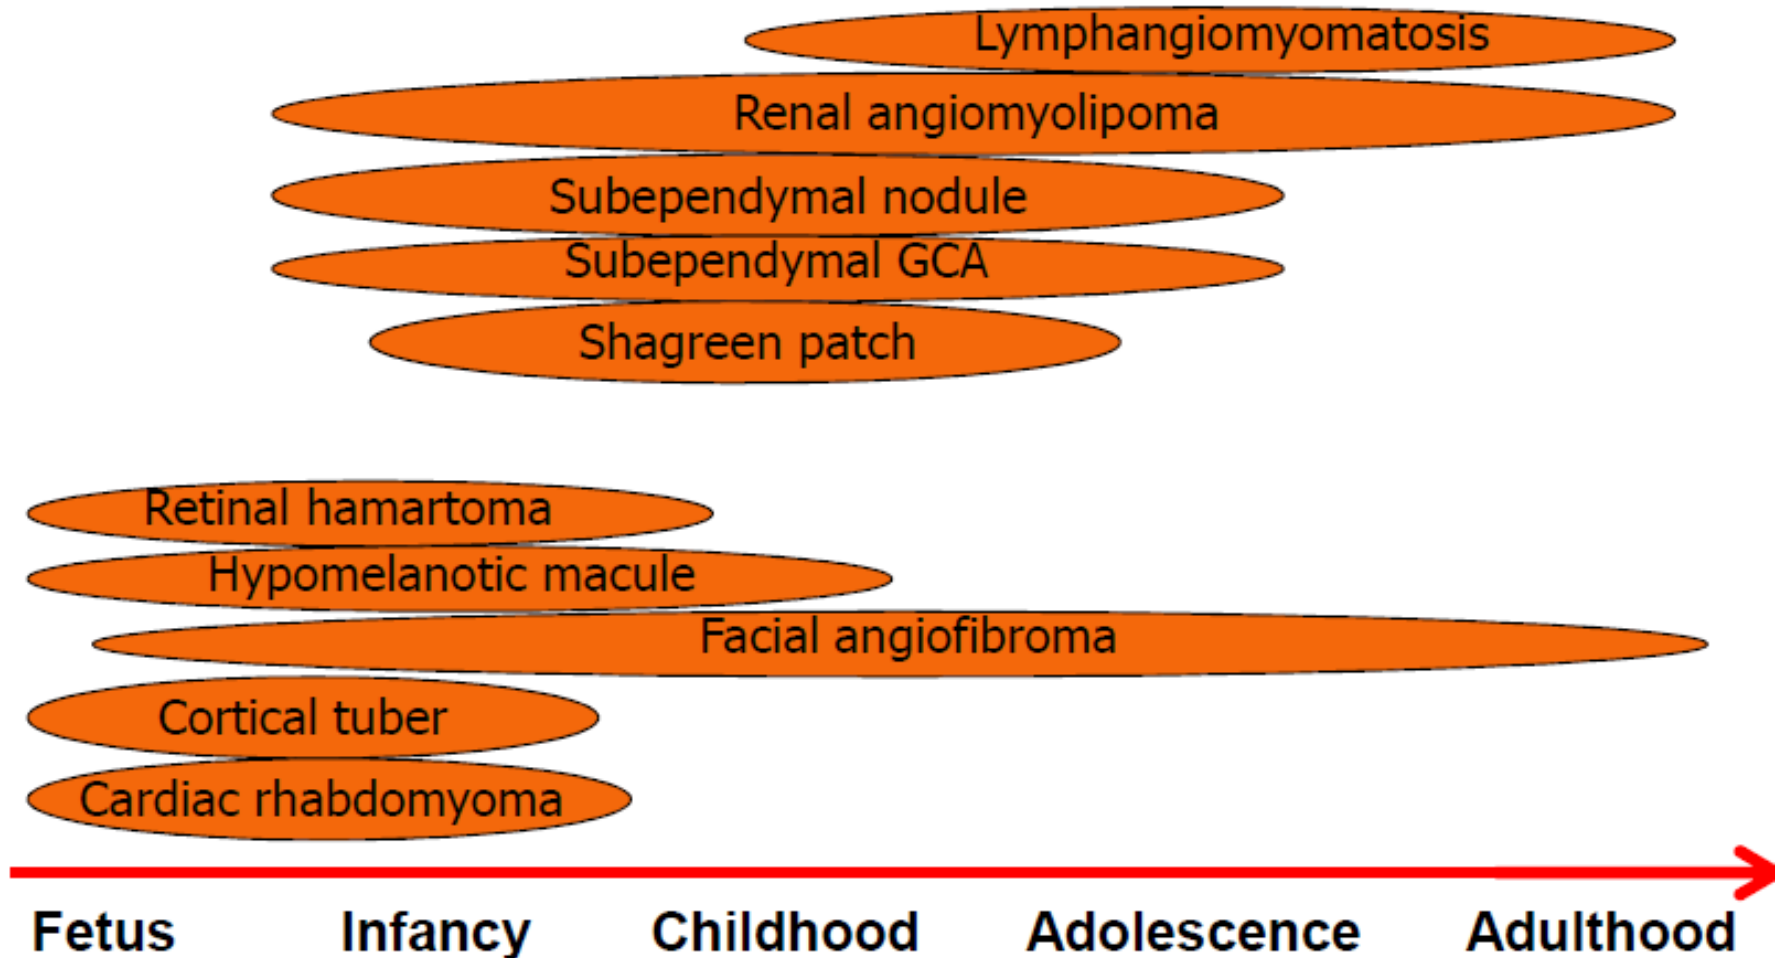 Lymphangiomyomatosis
Renal angiomyolipoma
Subependymal nodule
Subependymal GCA
Shagreen patch
Retinal hamartoma
Hypomelanotic macule
Facial angiofibroma
Cortical tuber
Cardiac rhabdomyoma
Fetus Infancy Childhood Adolescence Adulthood